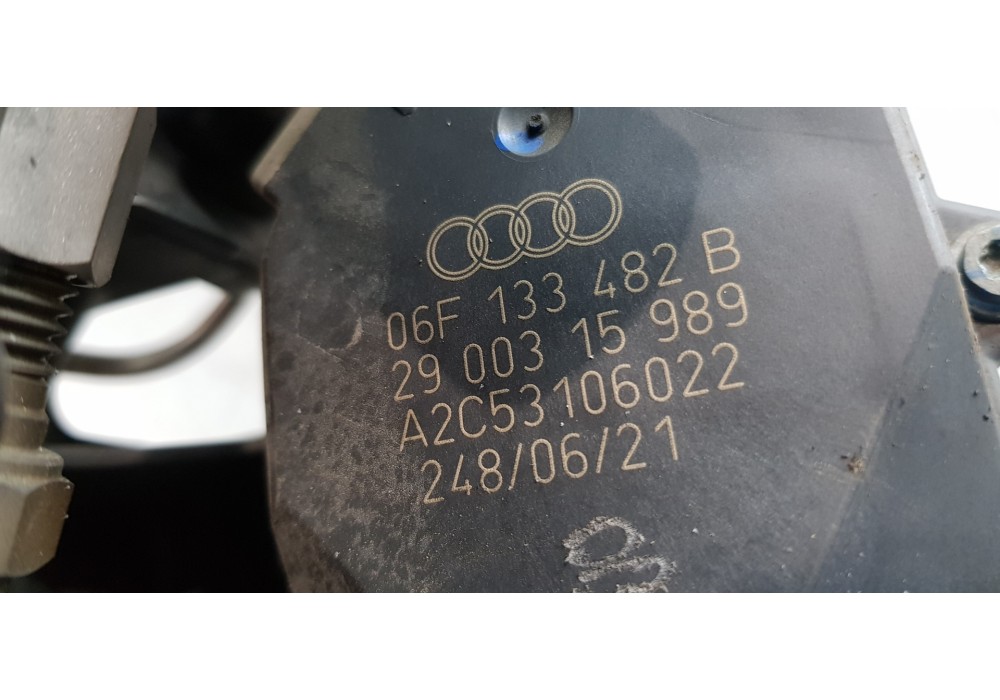 06F 133 482 B
29 003 15 989
A2C53106022
248/06/21